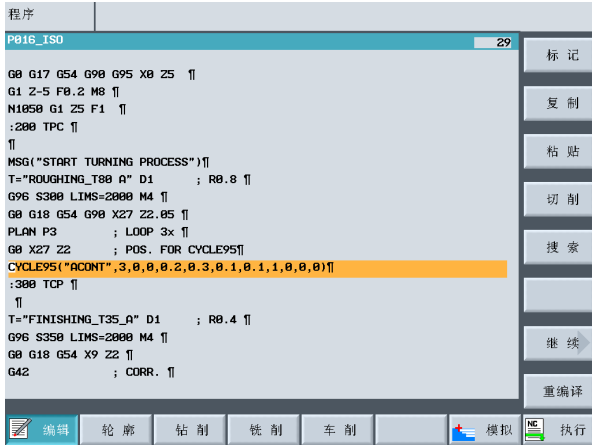 程序
P016_ISO 29
G0 G17 G54 G90 G95 X0 Z5 ¶
G1 Z-5 F0.2 M8 ¶
N1050 G1 Z5 F1 ¶
:200 TPC ¶
¶
MSG("START TURNING PROCESS")¶
T="ROUGHING_T80 A" D1 ; R0.8 ¶
G96 S300 LIMS=2000 M4 ¶
G0 G18 G54 G90 X27 Z2.05 ¶
PLAN P3 ; LOOP 3x ¶
G0 X27 Z2 ; POS. FOR CYCLE95¶
CYCLE95("ACONT",3,0,0,0.2,0.3,0.1,0.1,1,0,0,0)¶
:300 TCP ¶
¶
T="FINISHING_T35_A" D1 ; R0.4 ¶
G96 S350 LIMS=2000 M4 ¶
G0 G18 G54 X9 Z2 ¶
G42 ; CORR. ¶
标记
复制
粘贴
切削
搜索
继续
重编译
编辑 轮廓 钻削 铣削 车削 模拟 NC 执行